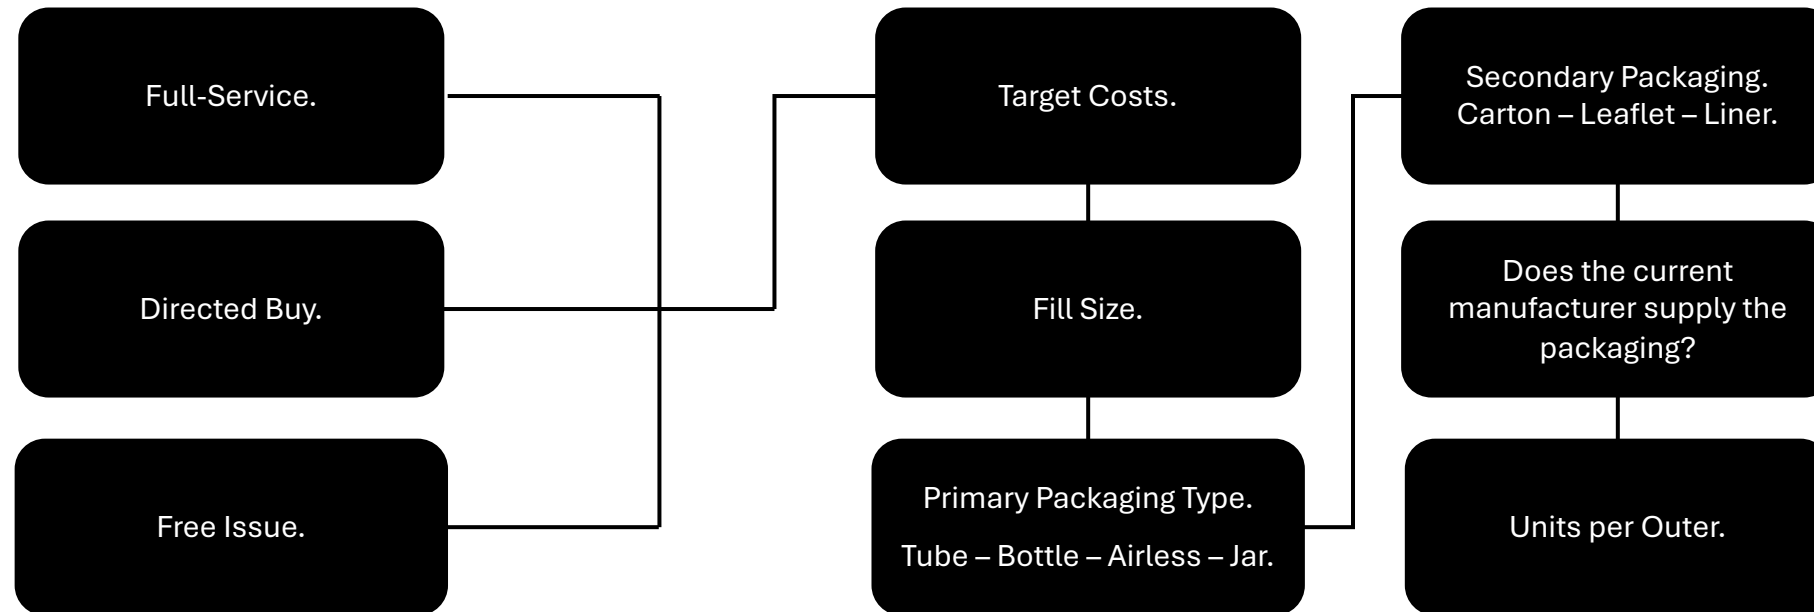 Full-Service.
Directed Buy.
Free Issue.
Target Costs.
Fill Size.
Primary Packaging Type.
Tube – Bottle – Airless – Jar.
Secondary Packaging.
Carton – Leaflet – Liner.
Does the current
manufacturer supply the
packaging?
Units per Outer.